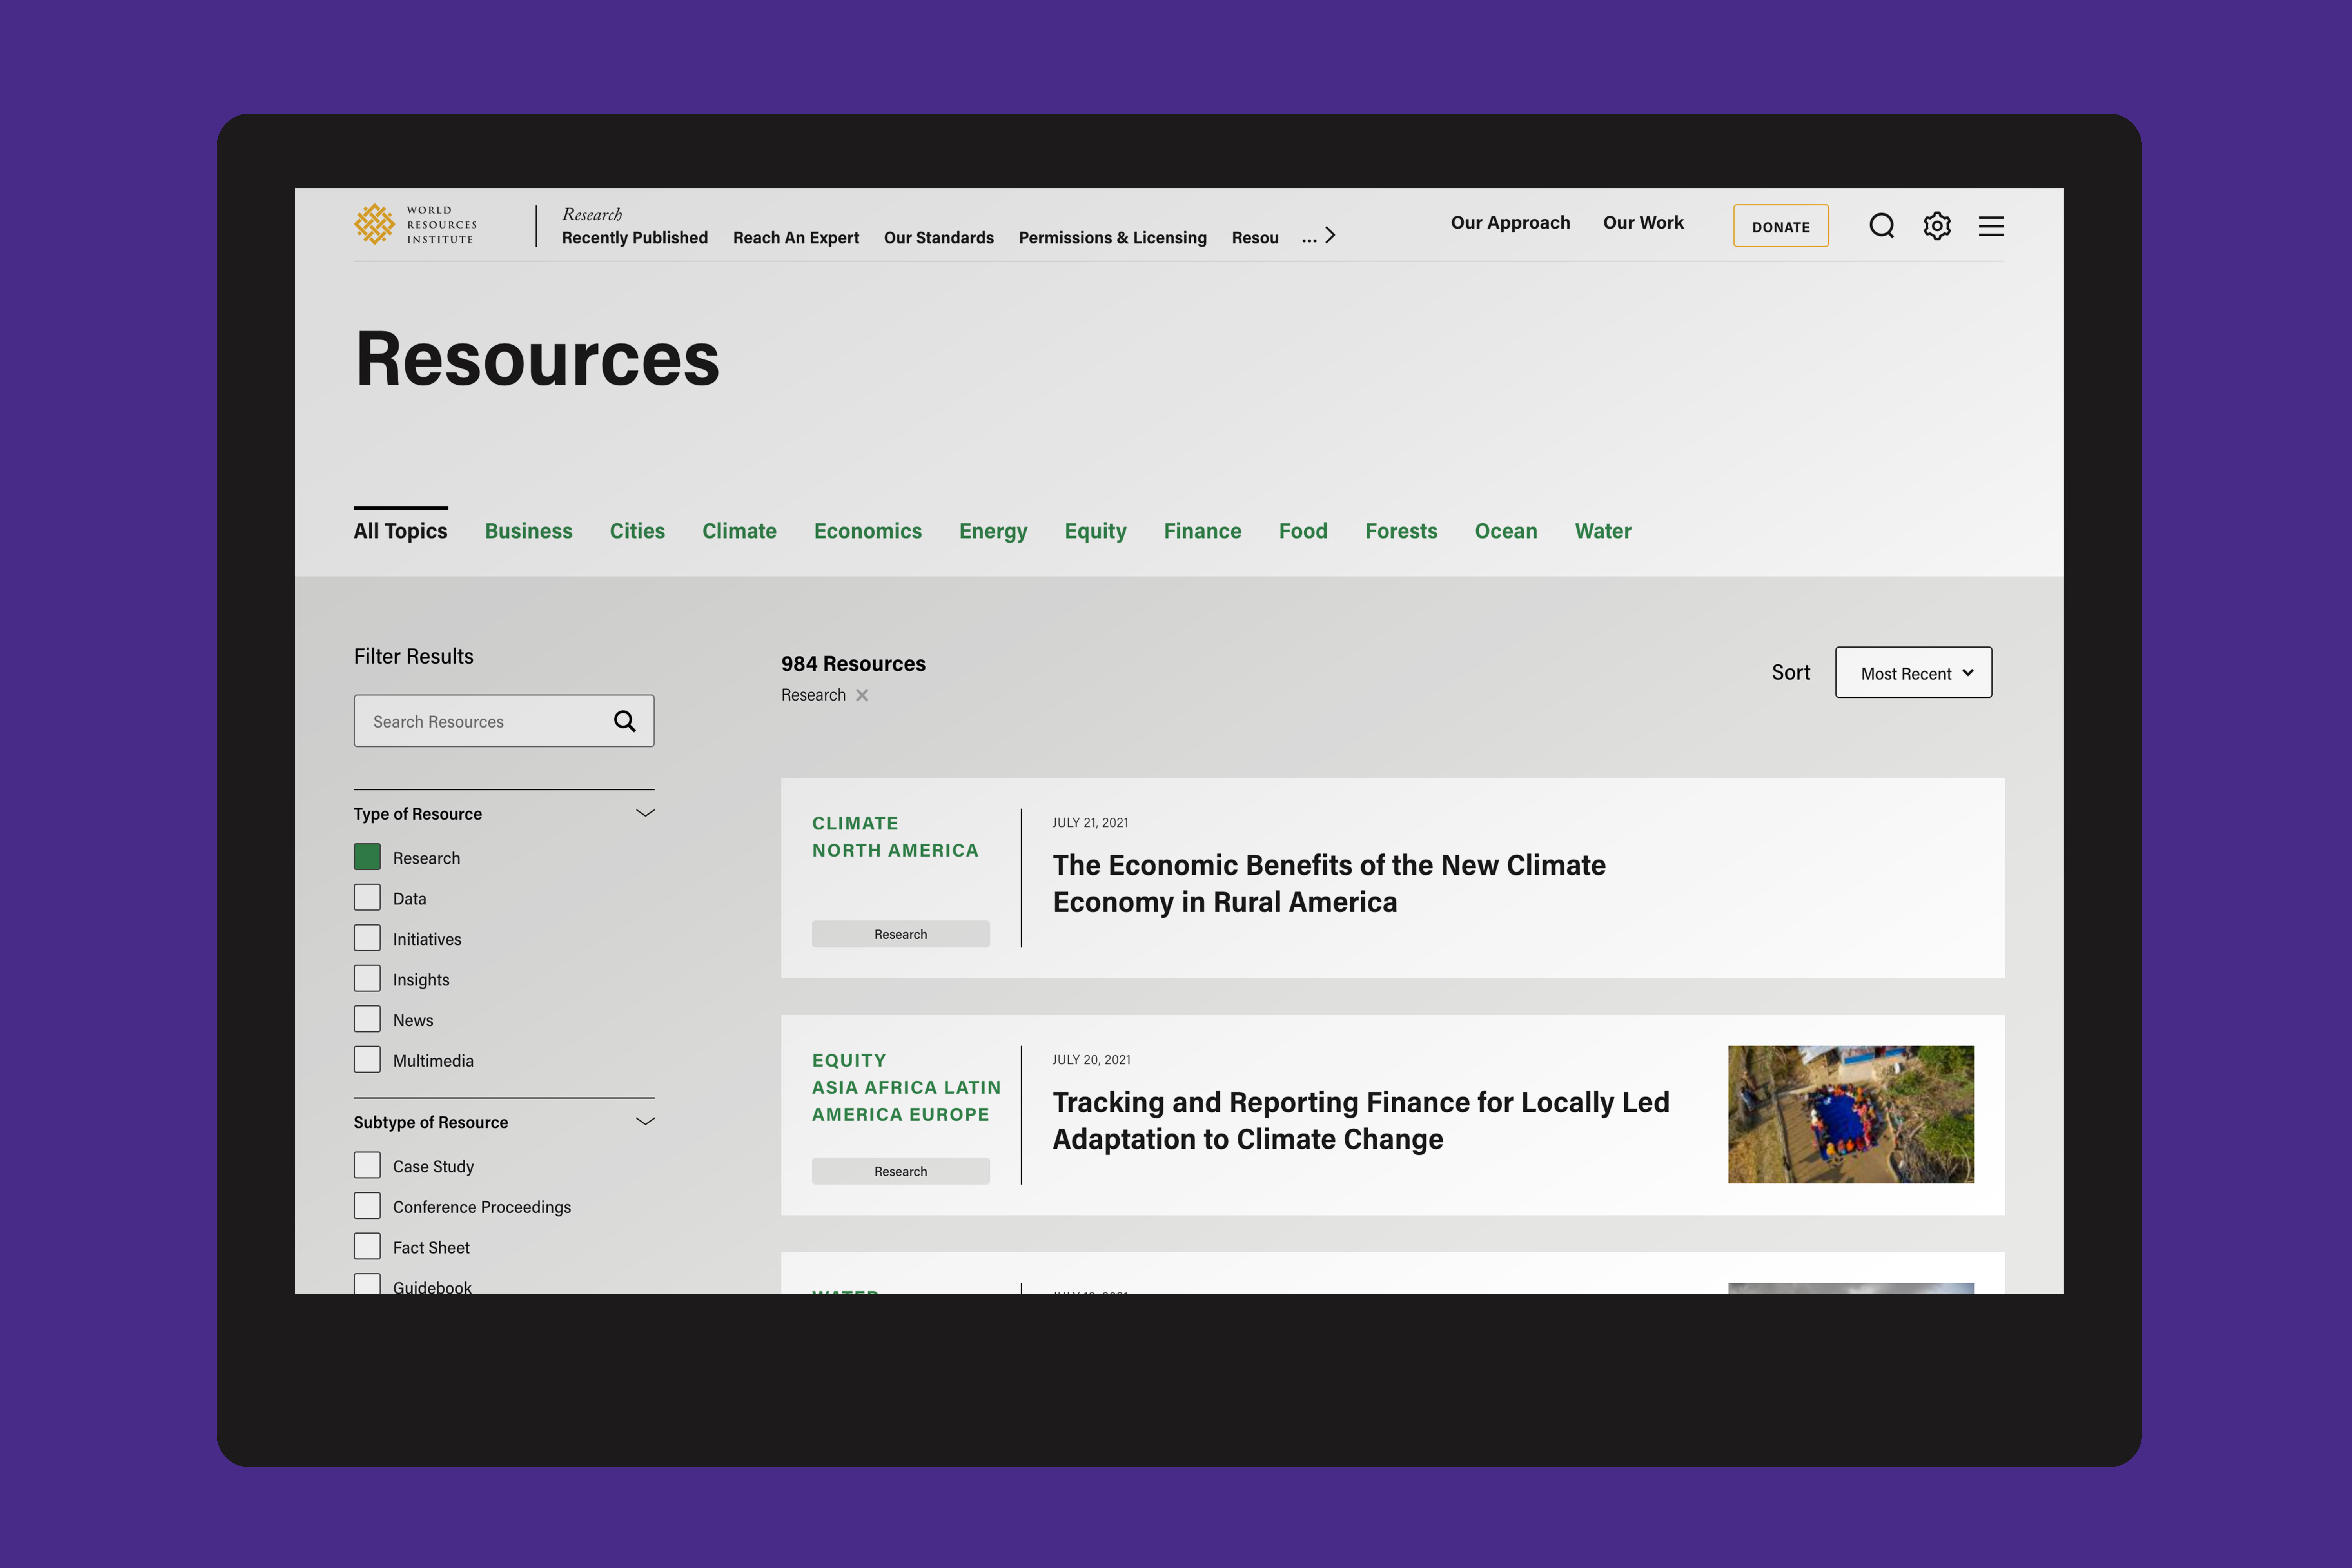 WORLD
RESOURCES
INSTITUTE
Research
Recently Published Reach An Expert Our Standards Permissions & Licensing Resou ...
Our Approach Our Work DONATE
Resources
All Topics Business Cities Climate Economics Energy Equity Finance Food Forests Ocean Water
Filter Results
Search Resources
Type of Resource
Research
Data
Initiatives
Insights
News
Multimedia
Subtype of Resource
Case Study
Conference Proceedings
Fact Sheet
Guidebook
984 Resources
Research
Sort Most Recent
CLIMATE
NORTH AMERICA
Research
JULY 21, 2021
The Economic Benefits of the New Climate
Economy in Rural America
EQUITY
ASIA AFRICA LATIN
AMERICA EUROPE
Research
JULY 20, 2021
Tracking and Reporting Finance for Locally Led
Adaptation to Climate Change
WATER